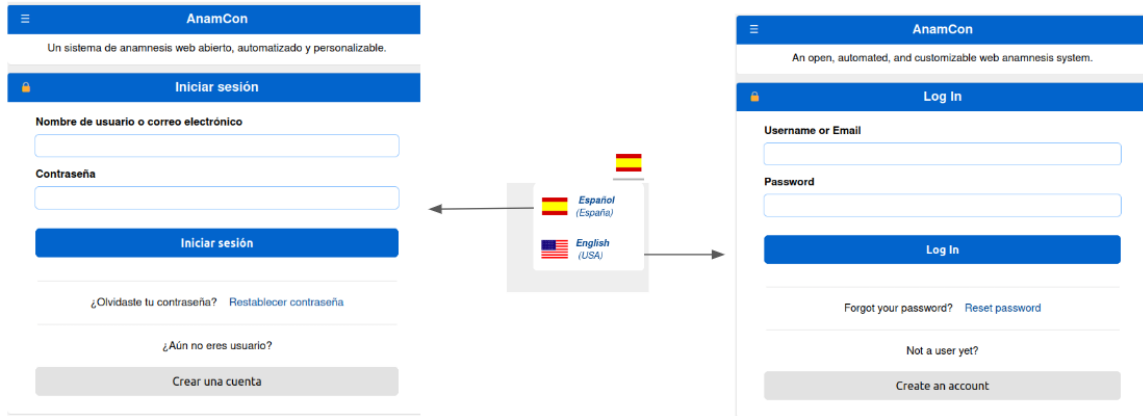 AnamCon
Un sistema de anamnesis web abierto, automatizado y personalizable.
Iniciar sesión
Nombre de usuario o correo electrónico
Contraseña
Iniciar sesión
¿Olvidaste tu contraseña? Restablecer contraseña
¿Aún no eres usuario?
Crear una cuenta
Español
(España)
English
(USA)
AnamCon
An open, automated, and customizable web anamnesis system.
Log In
Username or Email
Password
Log In
Forgot your password? Reset password
Not a user yet?
Create an account